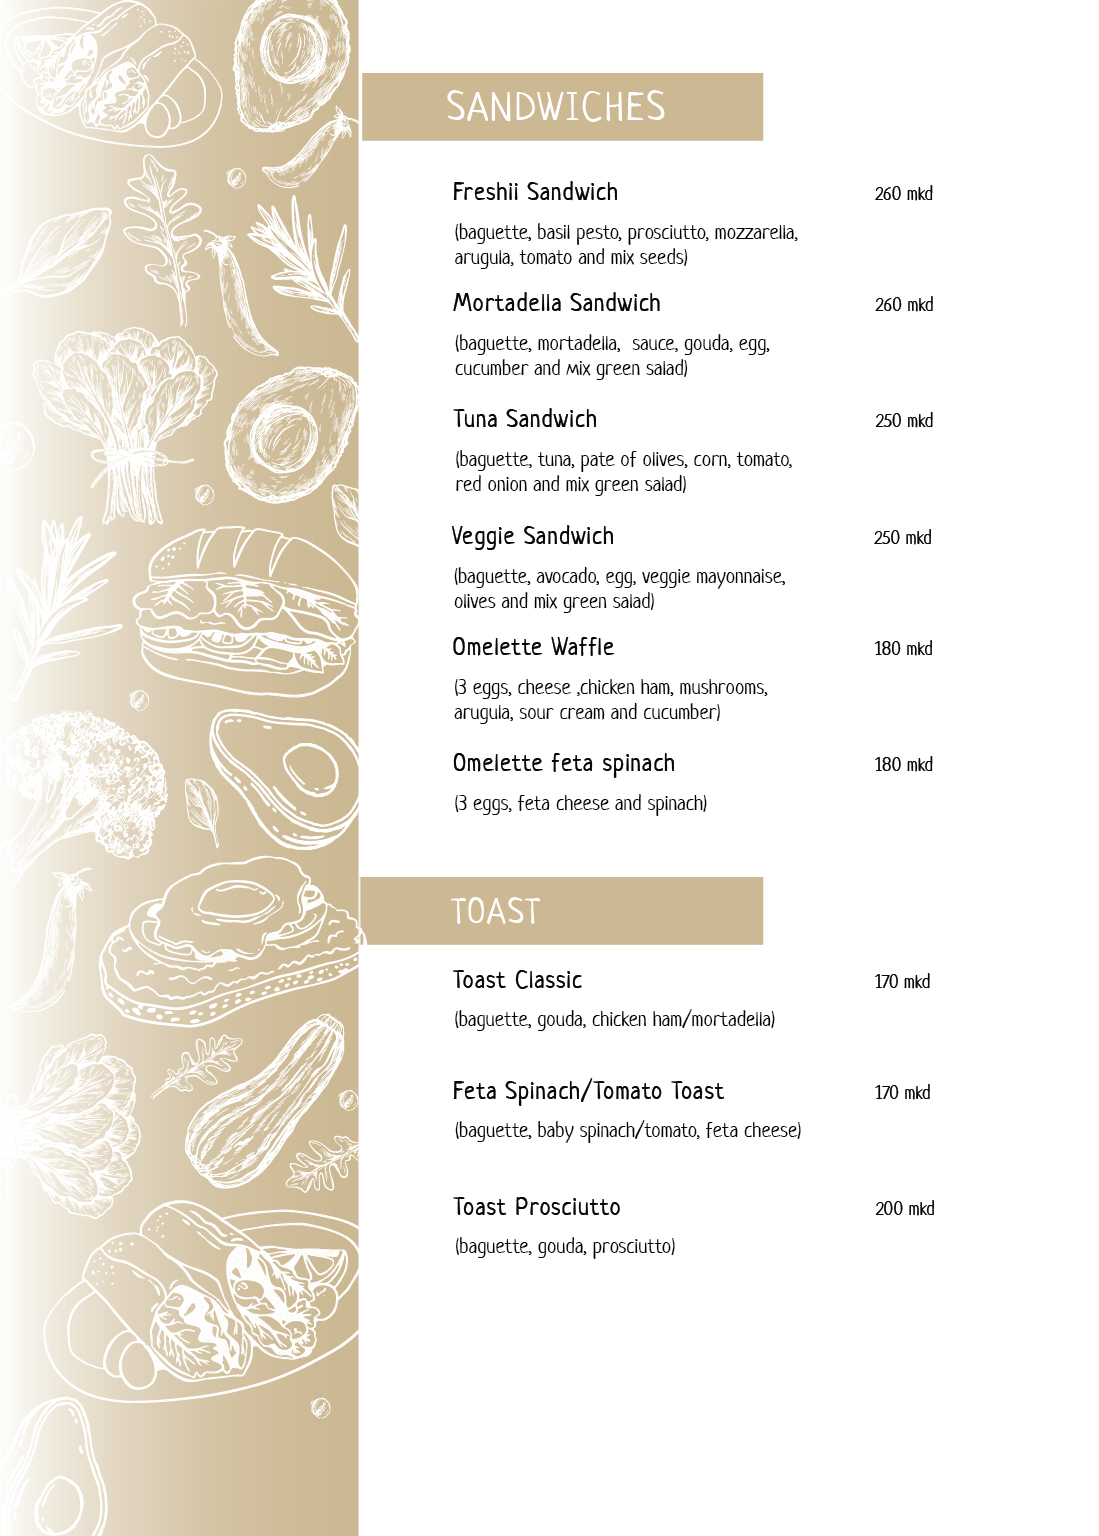 SANDWICHES
Freshii Sandwich 260 mkd
(baguette, basil pesto, prosciutto, mozzarella,
arugula, tomato and mix seeds)
Mortadella Sandwich 260 mkd
(baguette, mortadella,  sauce, gouda, egg,
cucumber and Mix green salad)
Tuna Sandwich 250 mkd
(baguette, tuna, pate of olives, corn, tomato,
red onion and mix green salad)
Veggie Sandwich 250 mkd
(baguette, avocado, egg, veggie mayonnaise,
olives and mix green salad)
Omelette Waffle 180 mkd
(3 eggs, cheese ,chicken ham, mushrooms,
arugula, sour cream and cucumber)
Omelette feta spinach 180 mkd
(3 eggs, feta cheese and spinach)
TOAST
Toast Classic 170 mkd
(baguette, gouda, chicken ham/mortadella)
Feta Spinach/Tomato Toast 170 mkd
(baguette, baby spinach/tomato, feta cheese)
Toast Prosciutto 200 mkd
(baguette, gouda, prosciutto)